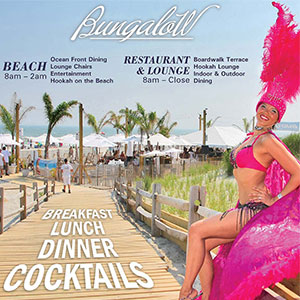 Bungalow
BEACH
8am – 2am
Ocean Front Dining
Lounge Chairs
Entertainment
Hookah on the Beach
RESTAURANT
& LOUNGE
8am – Close
Boardwalk Terrace
Hookah Lounge
Indoor & Outdoor
Dining
BREAKFAST
LUNCH
DINNER
COCKTAILS